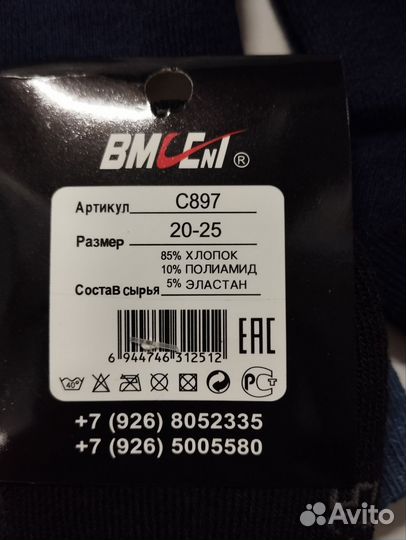 BMCEnI ®
Артикул C897
Размер 20-25
85% ХЛОПОК
10% ПОЛИАМИД
Состав сырья 5% ЭЛАСТАН
6 944746 312512
EAC
40°
РСТ
+7 (926) 8052335
+7 (926) 5005580
Avito